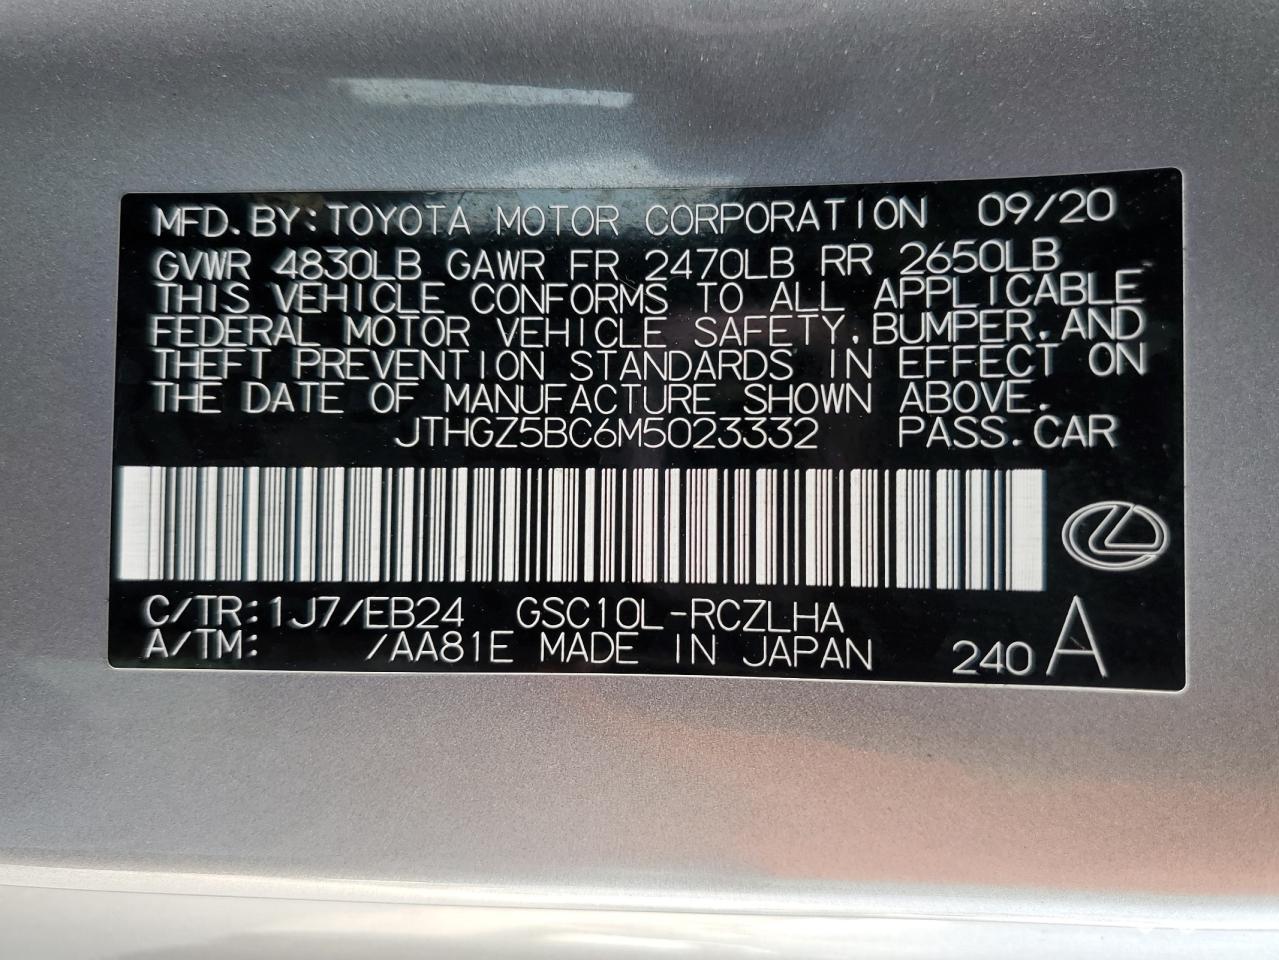 MFD.BY:TOYOTA MOTOR CORPORATION 09/20
GVWR 4830LB GAWR FR 2470LB RR 2650LB
THIS VEHICLE CONFORMS TO ALL APPLICABLE
FEDERAL MOTOR VEHICLE SAFETY,BUMPER,AND
THEFT PREVENTION STANDARDS IN EFFECT ON
THE DATE OF MANUFACTURE SHOWN ABOVE.
JTHGZ5BC6M5023332 PASS.CAR
C/TR:1J7/EB24 GSC10L-RCZLHA
A/TM: /AA81E MADE IN JAPAN 240 A